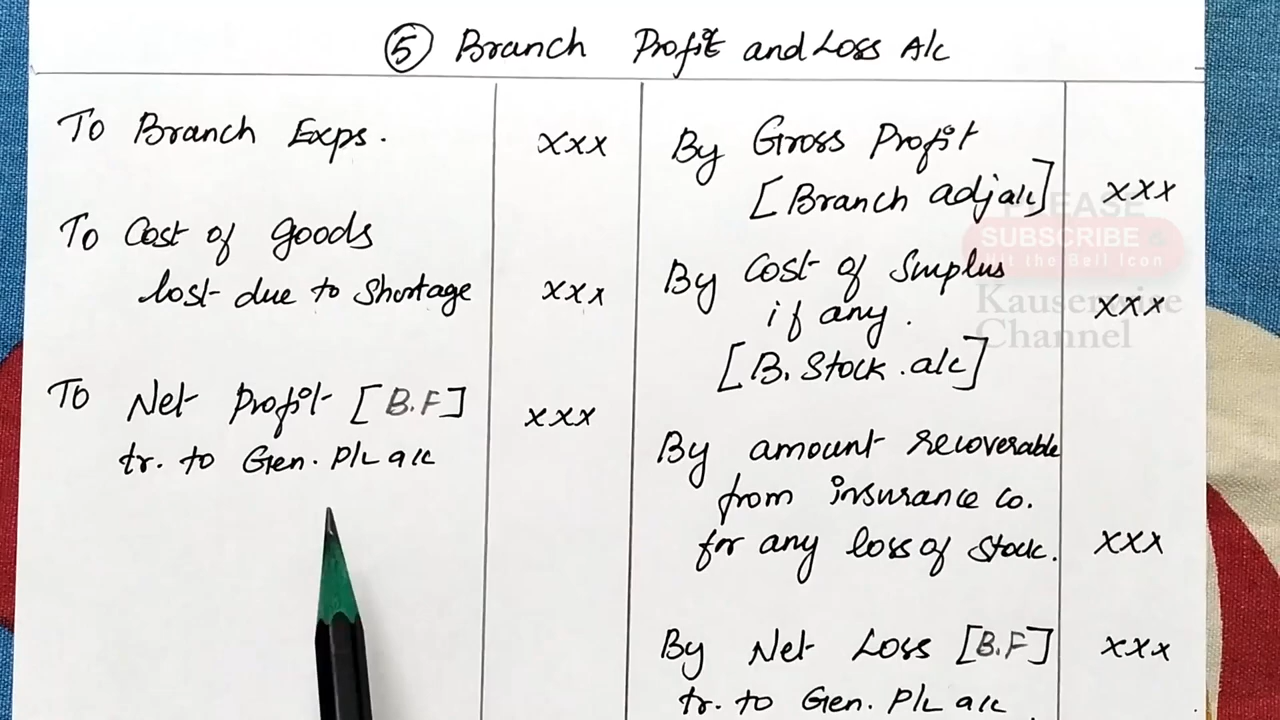 5 Branch Profit and Loss A/c
To Branch Exps. xxx
To Cost of goods
lost due to Shortage xxx
To Net Profit [B.F] xxx
tr. to Gen. P/L a/c
By Gross Profit
[Branch adj a/c] xxx
By Cost of Surplus
if any. xxx
[B. Stock. a/c]
By amount recoverable
from insurance co.
for any loss of stock. xxx
By Net Loss [B.F] xxx
tr. to Gen. P/L a/c
PLEASE
SUBSCRIBE
Hit the Bell Icon
Channel